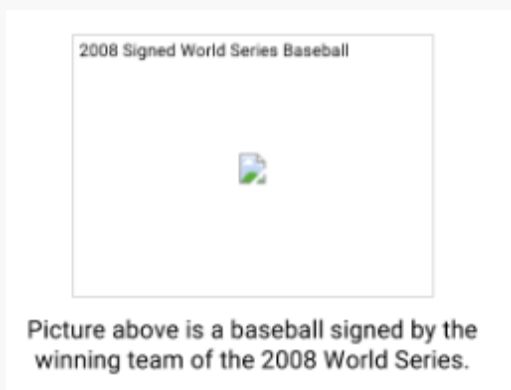 2008 Signed World Series Baseball
Picture above is a baseball signed by the
winning team of the 2008 World Series.